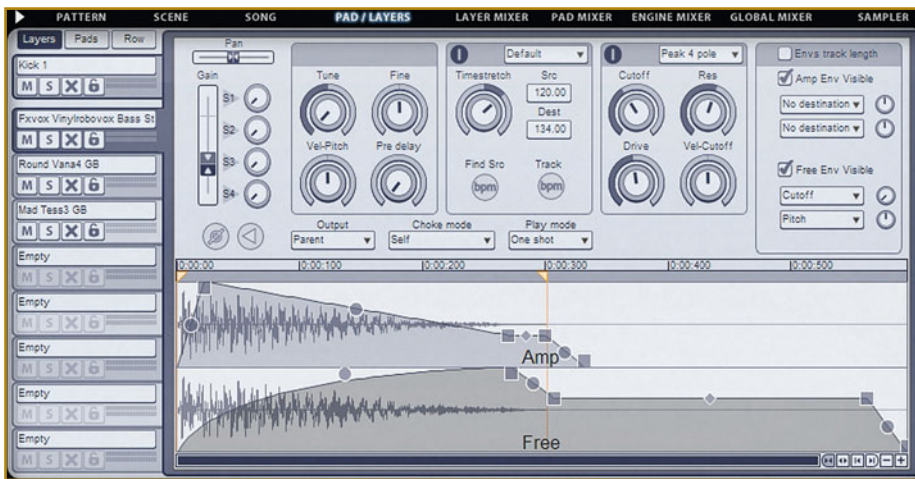 PATTERN SCENE SONG PAD / LAYERS LAYER MIXER PAD MIXER ENGINE MIXER GLOBAL MIXER SAMPLER
Layers Pads Row
Kick 1
M S X
Fxvox Vinylrobovox Bass St
M S X
Round Vana4 GB
M S X
Mad Tess3 GB
M S X
Empty
M S X
Empty
M S X
Empty
M S X
Empty
M S X
Empty
M S X
Pan
Gain
S1
S2
S3
S4
Tune Fine
Vel-Pitch Pre delay
Default
Timestretch Src
120.00
Dest
134.00
Find Src Track
bpm bpm
Peak 4 pole
Cutoff Res
Drive Vel-Cutoff
Envs track length
Amp Env Visible
No destination
No destination
Free Env Visible
Cutoff
Pitch
Output Choke mode Play mode
Parent Self One shot
0:00:00 0:00:100 0:00:200 0:00:300 0:00:400 0:00:500
Amp
Free